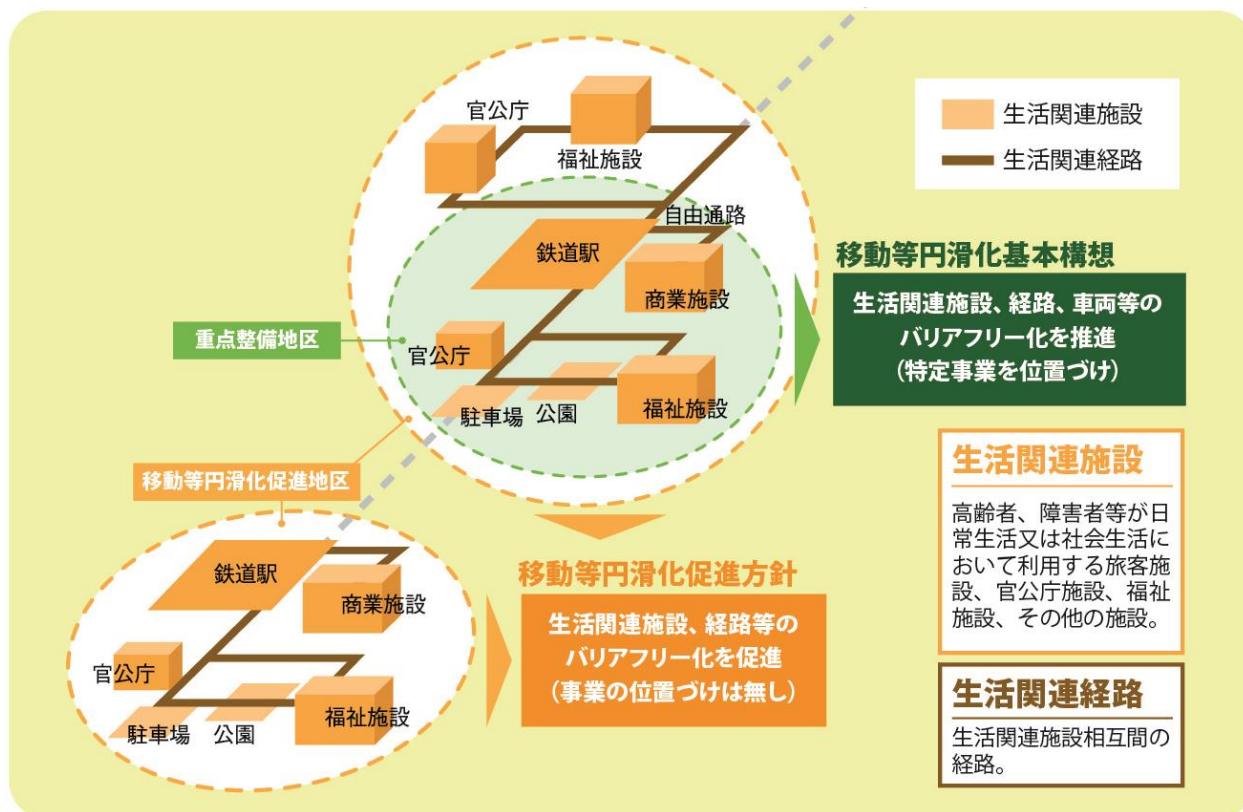 官公庁
福祉施設
生活関連施設
生活関連経路
自由通路
鉄道駅
商業施設
移動等円滑化基本構想
生活関連施設、経路、車両等の
バリアフリー化を推進
(特定事業を位置づけ)
重点整備地区
官公庁
駐車場
公園
福祉施設
移動等円滑化促進地区
生活関連施設
高齢者、障害者等が日
常生活又は社会生活に
おいて利用する旅客施
設、官公庁施設、福祉
施設、その他の施設。
鉄道駅
商業施設
官公庁
駐車場
公園
福祉施設
移動等円滑化促進方針
生活関連施設、経路等の
バリアフリー化を促進
(事業の位置づけは無し)
生活関連経路
生活関連施設相互間の
経路。